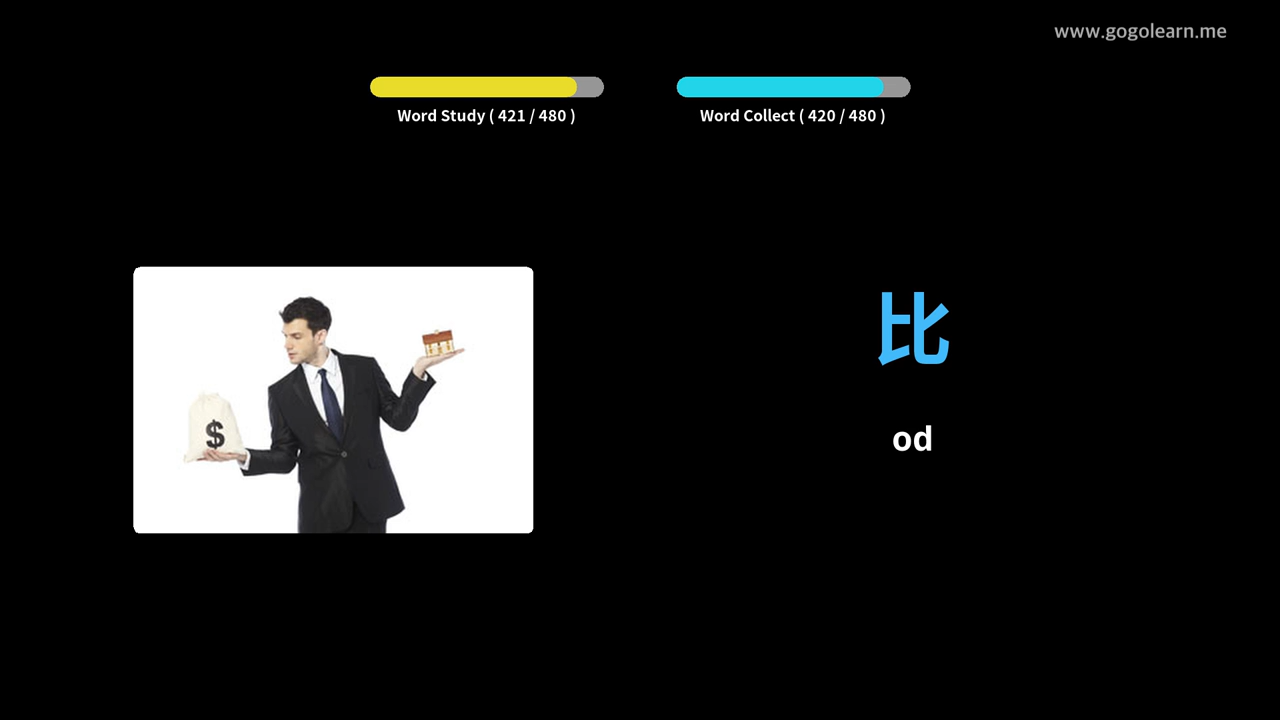 www.gogolearn.me
Word Study ( 421 / 480 )
Word Collect ( 420 / 480 )
$
比
od